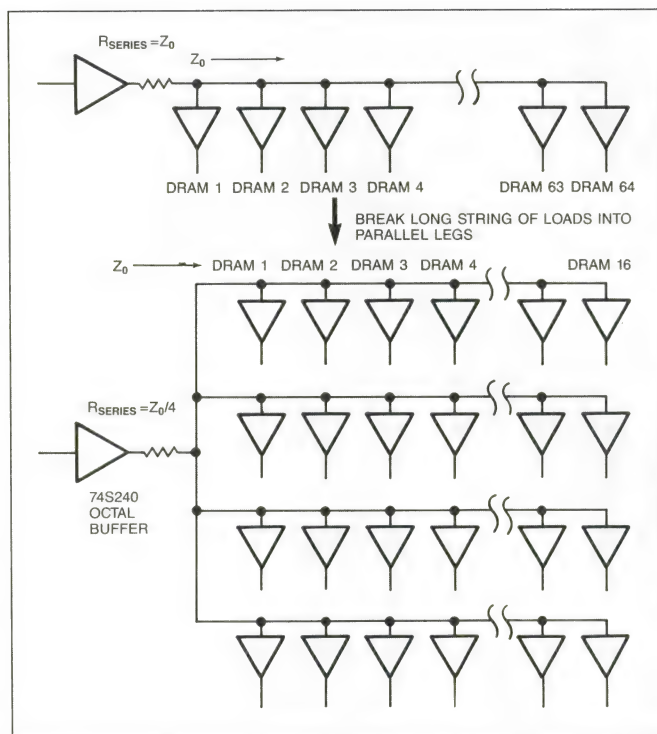 RSERIES = Z0
Z0
DRAM 1 DRAM 2 DRAM 3 DRAM 4 DRAM 63 DRAM 64
BREAK LONG STRING OF LOADS INTO
PARALLEL LEGS
Z0 DRAM 1 DRAM 2 DRAM 3 DRAM 4 DRAM 16
RSERIES = Z0/4
74S240
OCTAL
BUFFER